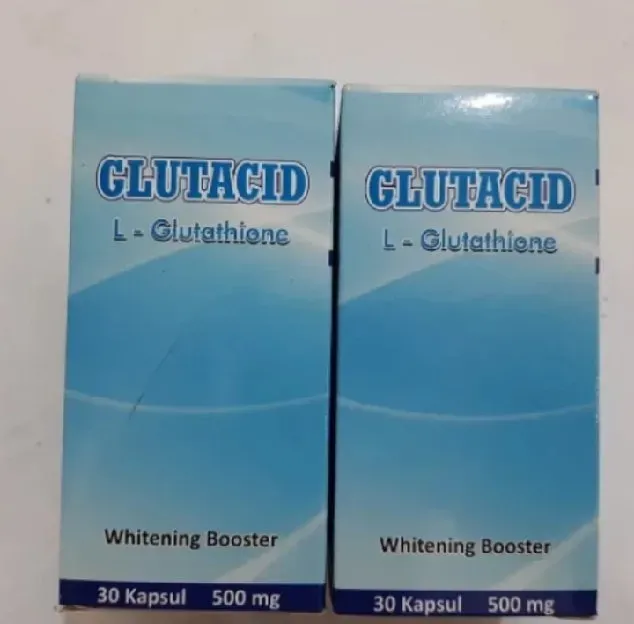 GLUTACID
L - Glutathione
Whitening Booster
30 Kapsul 500 mg
GLUTACID
L - Glutathione
Whitening Booster
30 Kapsul 500 mg